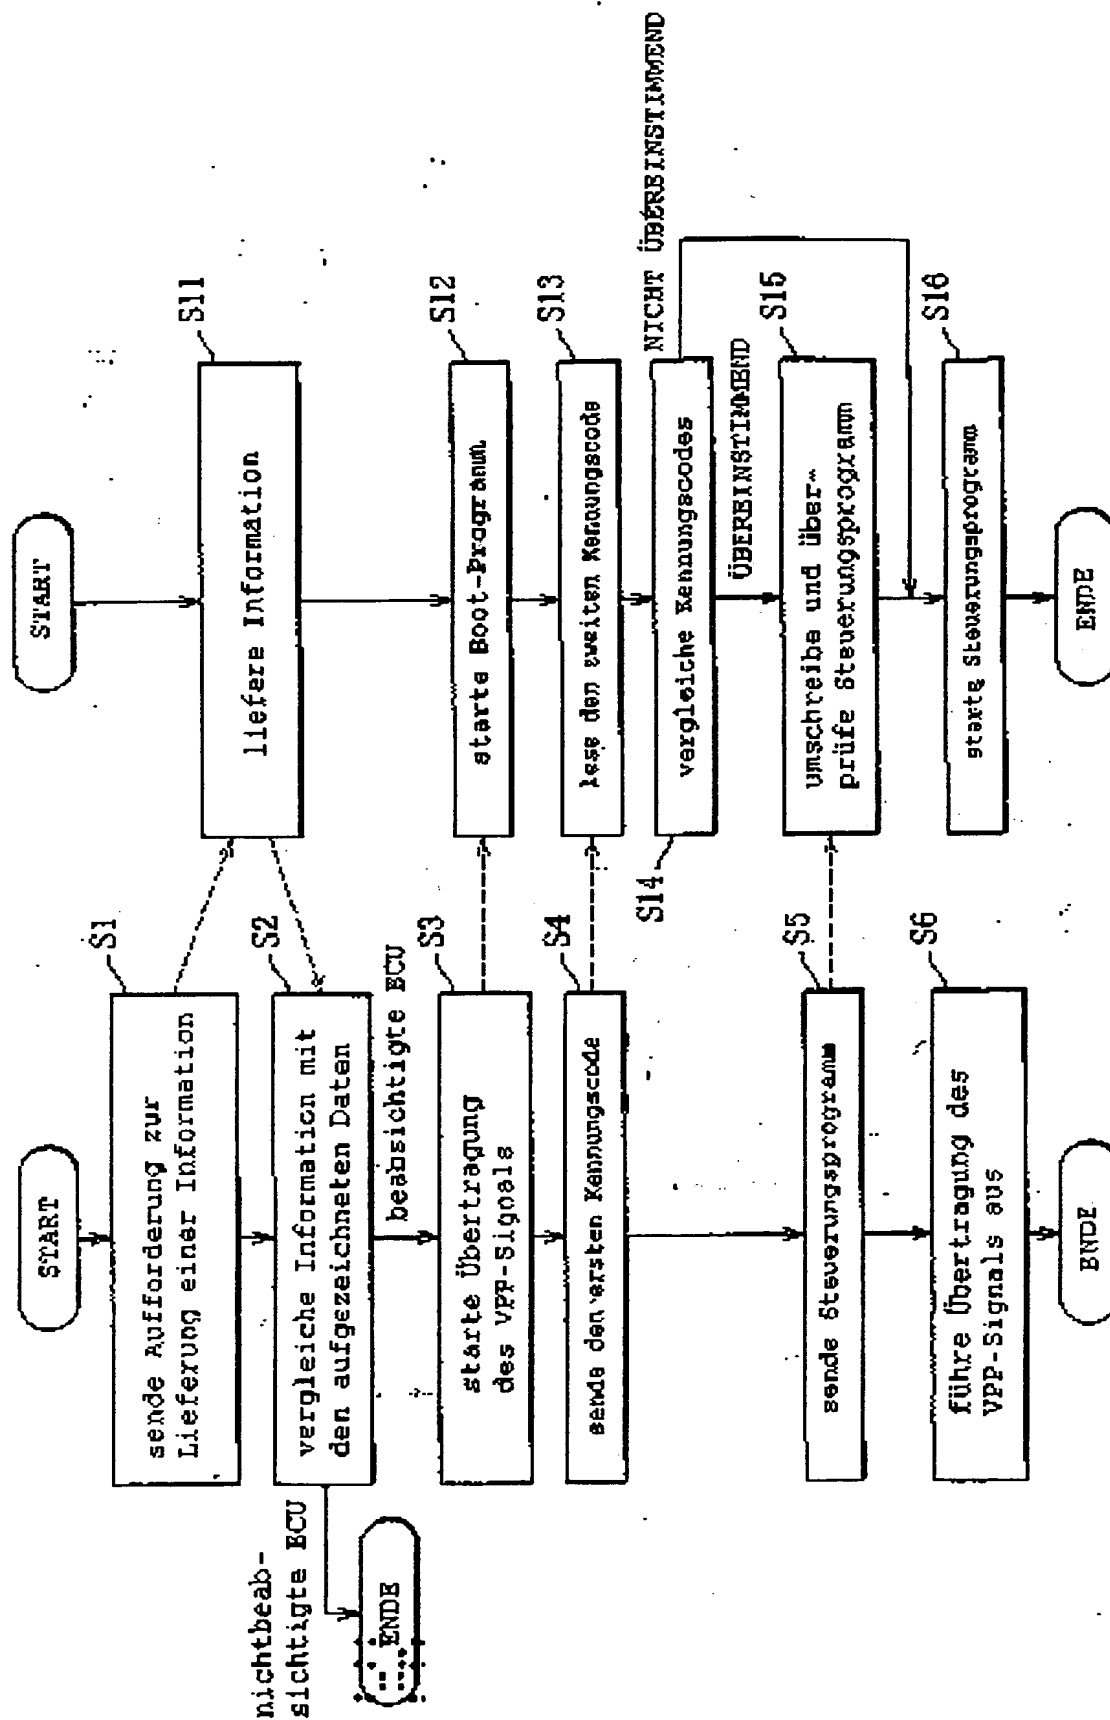 START
sende Aufforderung zur
Lieferung einer Information
S1
vergleiche Information mit
den aufgezeichneten Daten
S2
nichtbeab-
sichtigte ECU
ENDE
beabsichtigte ECU
starte Übertragung
des VPP-Signals
S3
sende den ersten Kennungscode
S4
sende Steuerungsprogramm
S5
führe Übertragung des
VPP-Signals aus
S6
ENDE
START
liefere Information
S11
starte Boot-Programm
S12
lese den zweiten Kennungscode
S13
vergleiche Kennungscodes
S14
NICHT ÜBEREINSTIMMEND
ÜBEREINSTIMMEND
umschreibe und über-
prüfe Steuerungsprogramm
S15
starte Steuerungsprogramm
S16
ENDE